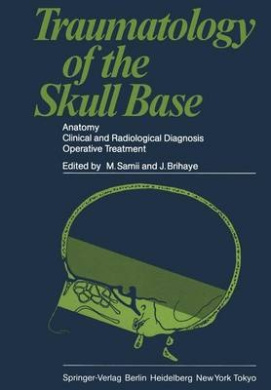 Traumatology
of the
Skull Base
Anatomy
Clinical and Radiological Diagnosis
Operative Treatment
Edited by M. Samii and J. Brihaye
Springer-Verlag Berlin Heidelberg New York Tokyo